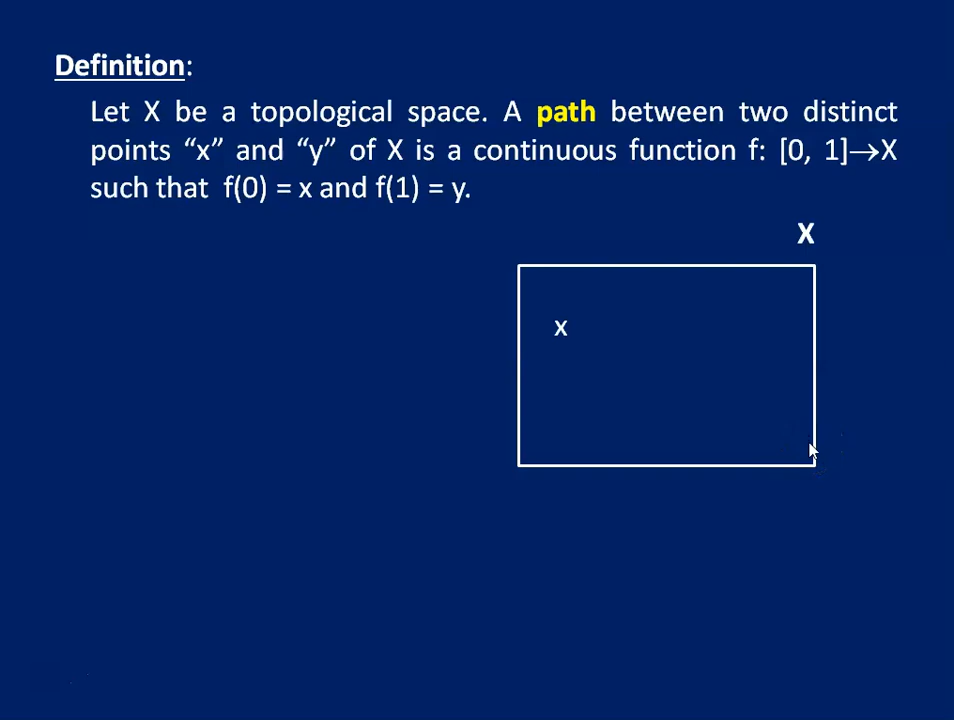 Definition:
Let X be a topological space. A path between two distinct
points “x” and “y” of X is a continuous function f: [0, 1]→X
such that f(0) = x and f(1) = y.
X
x